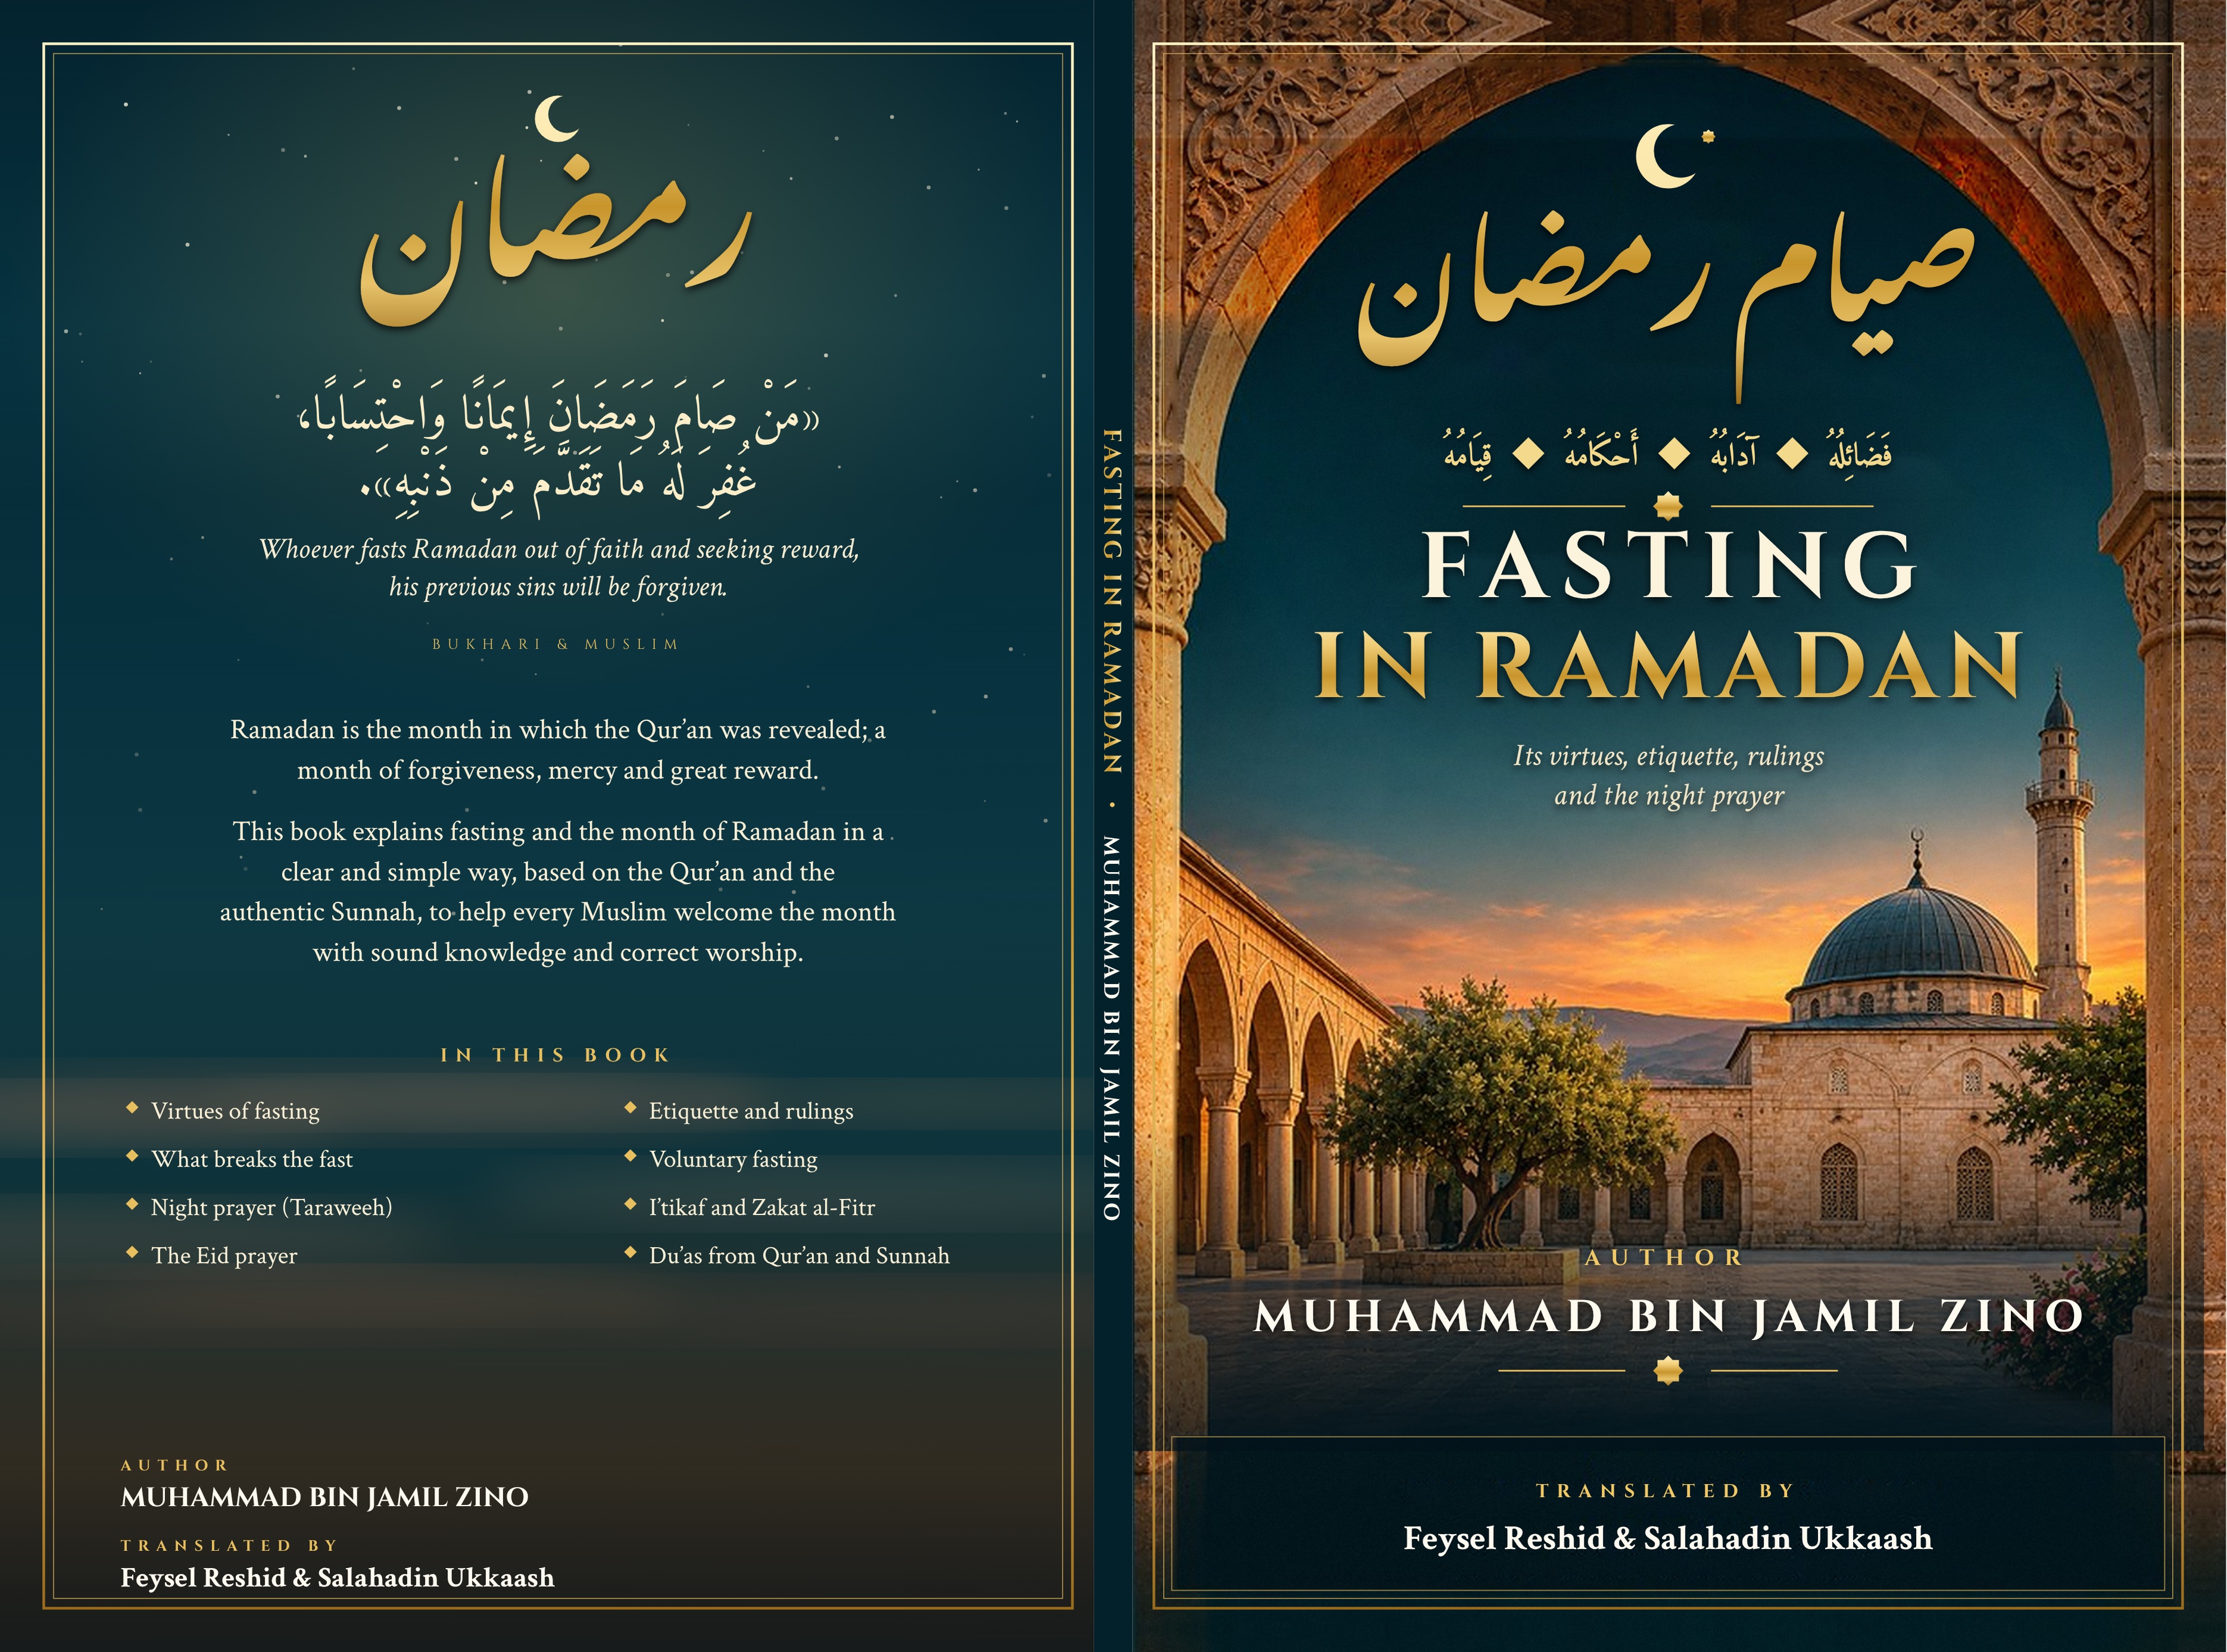 رمضان
«مَنْ صَامَ رَمَضَانَ إِيمَانًا وَاحْتِسَابًا،
غُفِرَ لَهُ مَا تَقَدَّمَ مِنْ ذَنْبِهِ».
Whoever fasts Ramadan out of faith and seeking reward,
his previous sins will be forgiven.
BUKHARI & MUSLIM
Ramadan is the month in which the Qur’an was revealed; a
month of forgiveness, mercy and great reward.
This book explains fasting and the month of Ramadan in a
clear and simple way, based on the Qur’an and the
authentic Sunnah, to help every Muslim welcome the month
with sound knowledge and correct worship.
IN THIS BOOK
Virtues of fasting
Etiquette and rulings
What breaks the fast
Voluntary fasting
Night prayer (Taraweeh)
I’tikaf and Zakat al-Fitr
The Eid prayer
Du’as from Qur’an and Sunnah
AUTHOR
MUHAMMAD BIN JAMIL ZINO
TRANSLATED BY
Feysel Reshid & Salahadin Ukkaash
FASTING IN RAMADAN • MUHAMMAD BIN JAMIL ZINO
صيام رمضان
فَضَائِلُهُ ◆ آدَابُهُ ◆ أَحْكَامُهُ ◆ قِيَامُهُ
FASTING
IN RAMADAN
Its virtues, etiquette, rulings
and the night prayer
AUTHOR
MUHAMMAD BIN JAMIL ZINO
TRANSLATED BY
Feysel Reshid & Salahadin Ukkaash